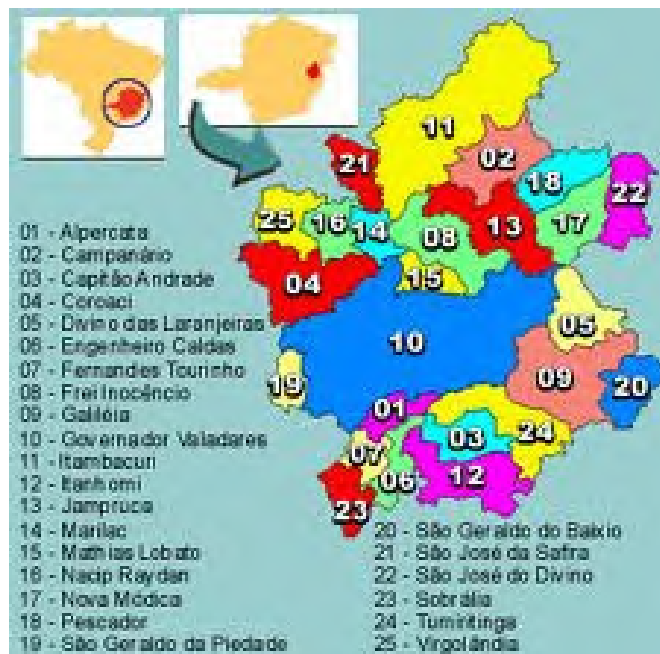 11
02
21
18
22
25
16
14
08
13
17
04
15
05
10
19
09
20
01
03
24
07
06
12
23
01 - Alpercata
02 - Campanário
03 - Capitão Andrade
04 - Coroaci
05 - Divino das Laranjeiras
06 - Engenheiro Caldas
07 - Fernandes Tourinho
08 - Frei Inocêncio
09 - Galiléia
10 - Governador Valadares
11 - Itambacuri
12 - Itanhomi
13 - Jampruca
14 - Marilac
15 - Mathias Lobato
16 - Nacip Raydan
17 - Nova Módica
18 - Pescador
19 - São Geraldo da Piedade
20 - São Geraldo do Baixio
21 - São José da Safira
22 - São José do Divino
23 - Sobrália
24 - Tumiritinga
25 - Virgolândia